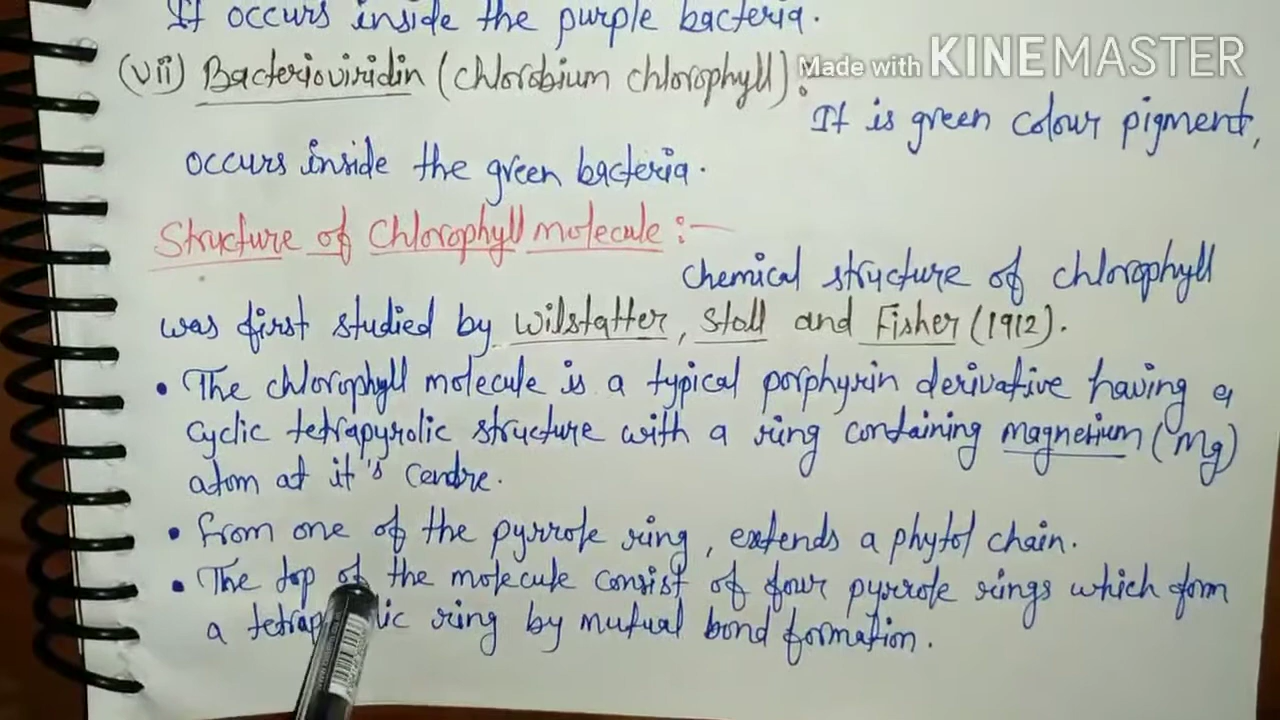 It occurs inside the purple bacteria.
(vii) Bacterioviridin (chlorobium chlorophyll):
Made with KINEMASTER
It is green colour pigment,
occurs inside the green bacteria.
Structure of Chlorophyll molecule :-
Chemical structure of chlorophyll
was first studied by Wilstatter, Stall and Fisher (1912).
• The chlorophyll molecule is a typical porphyrin derivative having a
cyclic tetrapyrolic structure with a ring containing magnesium (Mg)
atom at it's centre.
• From one of the pyrrole ring, extends a phytol chain.
• The top of the molecule consist of four pyrrole rings which form
a ring by mutual bond formation.